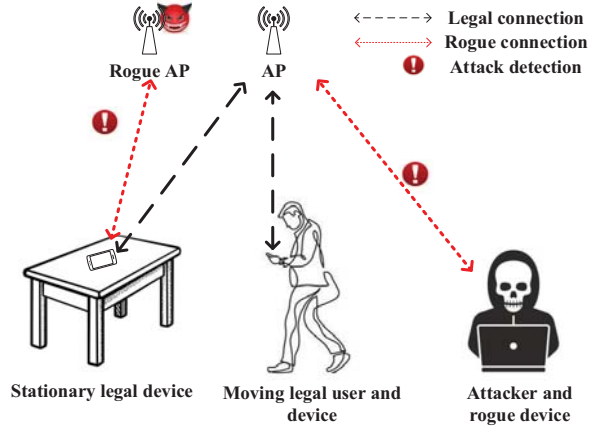 Legal connection
Rogue connection
Attack detection
Rogue AP
AP
Stationary legal device
Moving legal user and
device
Attacker and
rogue device